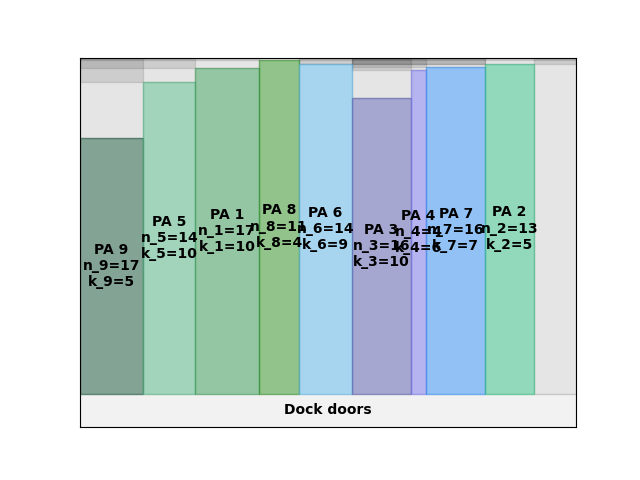 PA 9
n_9=17
k_9=5
PA 5
n_5=14
k_5=10
PA 1
n_1=17
k_1=10
PA 8
n_8=11
k_8=4
PA 6
n_6=14
k_6=9
PA 3
n_3=16
k_3=10
PA 4
n_4=4
k_4=6
PA 7
n_7=16
k_7=7
PA 2
n_2=13
k_2=5
Dock doors